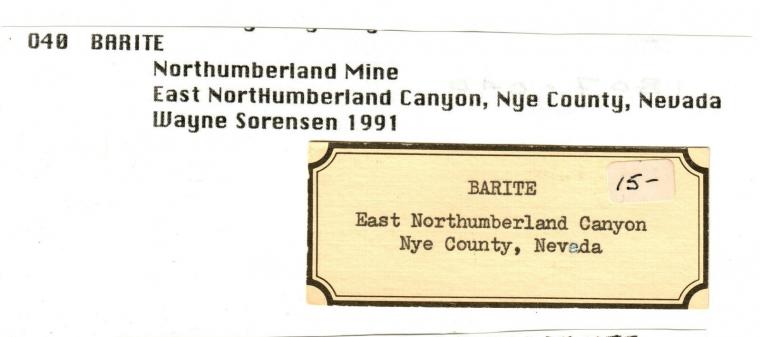 040 BARITE
Northumberland Mine
East NortHumberland Canyon, Nye County, Nevada
Wayne Sorensen 1991
BARITE
15-
East Northumberland Canyon
Nye County, Nevada